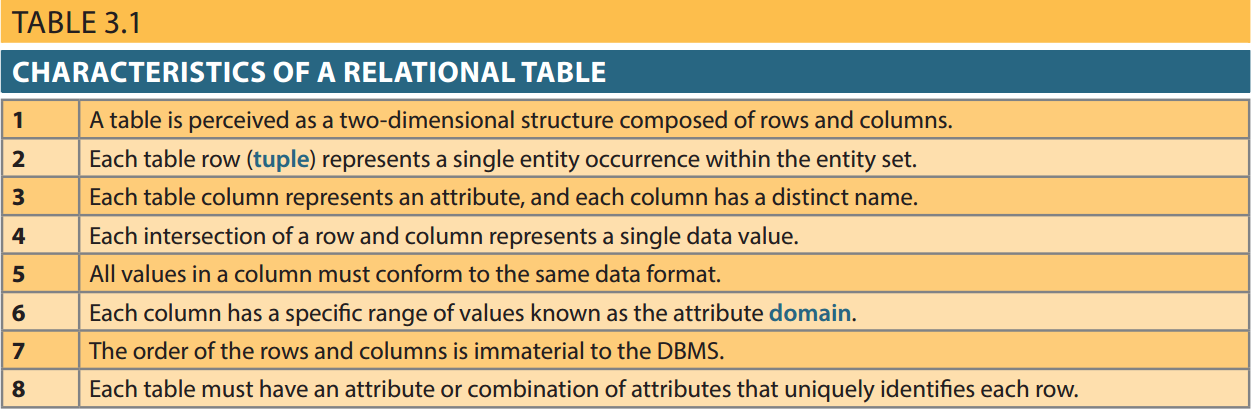 TABLE 3.1
CHARACTERISTICS OF A RELATIONAL TABLE
1 A table is perceived as a two-dimensional structure composed of rows and columns.
2 Each table row (tuple) represents a single entity occurrence within the entity set.
3 Each table column represents an attribute, and each column has a distinct name.
4 Each intersection of a row and column represents a single data value.
5 All values in a column must conform to the same data format.
6 Each column has a specific range of values known as the attribute domain.
7 The order of the rows and columns is immaterial to the DBMS.
8 Each table must have an attribute or combination of attributes that uniquely identifies each row.